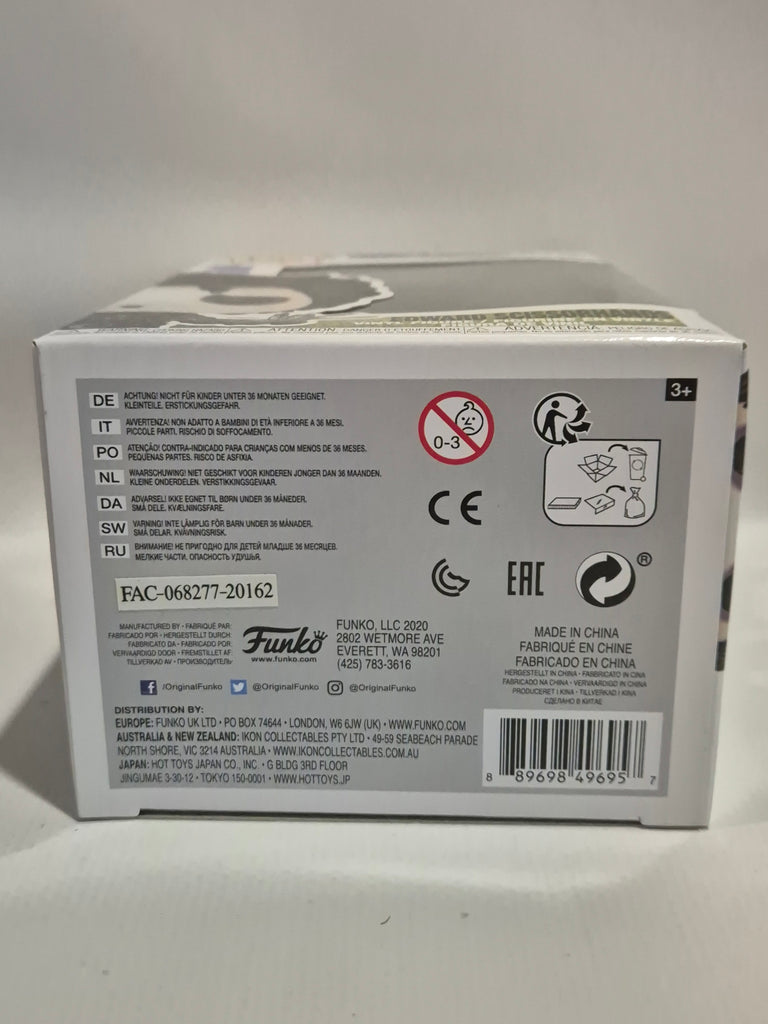 EDWARD SCISSORHANDS
ATTENTION: DANGER D'ÉTOUFFEMENT
ADVERTENCIA:
3+
DE ACHTUNG! NICHT FÜR KINDER UNTER 36 MONATEN GEEIGNET.
KLEINTEILE. ERSTICKUNGSGEFAHR.
IT AVVERTENZA! NON ADATTO A BAMBINI DI ETÀ INFERIORE A 36 MESI.
PICCOLE PARTI. RISCHIO DI SOFFOCAMENTO.
PO ATENÇÃO! CONTRA-INDICADO PARA CRIANÇAS COM MENOS DE 36 MESES.
PEQUENAS PARTES. RISCO DE ASFIXIA.
NL WAARSCHUWING! NIET GESCHIKT VOOR KINDEREN JONGER DAN 36 MAANDEN.
KLEINE ONDERDELEN. VERSTIKKINGSGEVAAR.
DA ADVARSEL! IKKE EGNET TIL BØRN UNDER 36 MÅNEDER.
SMÅ DELE. KVÆLNINGSFARE.
SW VARNING! INTE LÄMPLIG FÖR BARN UNDER 36 MÅNADER.
SMÅ DELAR. KVÄVNINGSRISK.
RU ВНИМАНИЕ! НЕ ПРИГОДНО ДЛЯ ДЕТЕЙ МЛАДШЕ 36 МЕСЯЦЕВ.
МЕЛКИЕ ЧАСТИ. ОПАСНОСТЬ УДУШЬЯ.
0-3
CE
EAC
®
FAC-068277-20162
MANUFACTURED BY • FABRIQUÉ PAR:
FABRICADO POR • HERGESTELLT DURCH:
FABBRICATO DA • FABRICADO POR:
VERVAARDIGD DOOR • FREMSTILLET AF:
TILLVERKAD AV • ПРОИЗВОДИТЕЛЬ:
Funko
www.funko.com
FUNKO, LLC 2020
2802 WETMORE AVE
EVERETT, WA 98201
(425) 783-3616
MADE IN CHINA
FABRIQUÉ EN CHINE
FABRICADO EN CHINA
HERGESTELLT IN CHINA • FABBRICATO IN CINA
FABRICADO NA CHINA • VERVAARDIGD IN CHINA
PRODUCERET I KINA • TILLVERKAD I KINA
СДЕЛАНО В КИТАЕ
/OriginalFunko @OriginalFunko @OriginalFunko
DISTRIBUTION BY:
EUROPE: FUNKO UK LTD • PO BOX 74644 • LONDON, W6 6JW (UK) • WWW.FUNKO.COM
AUSTRALIA & NEW ZEALAND: IKON COLLECTABLES PTY LTD • 49-59 SEABEACH PARADE
NORTH SHORE, VIC 3214 AUSTRALIA • WWW.IKONCOLLECTABLES.COM.AU
JAPAN: HOT TOYS JAPAN CO., INC. • G BLDG 3RD FLOOR
JINGUMAE 3-30-12 • TOKYO 150-0001 • WWW.HOTTOYS.JP
8 89698 49695 7